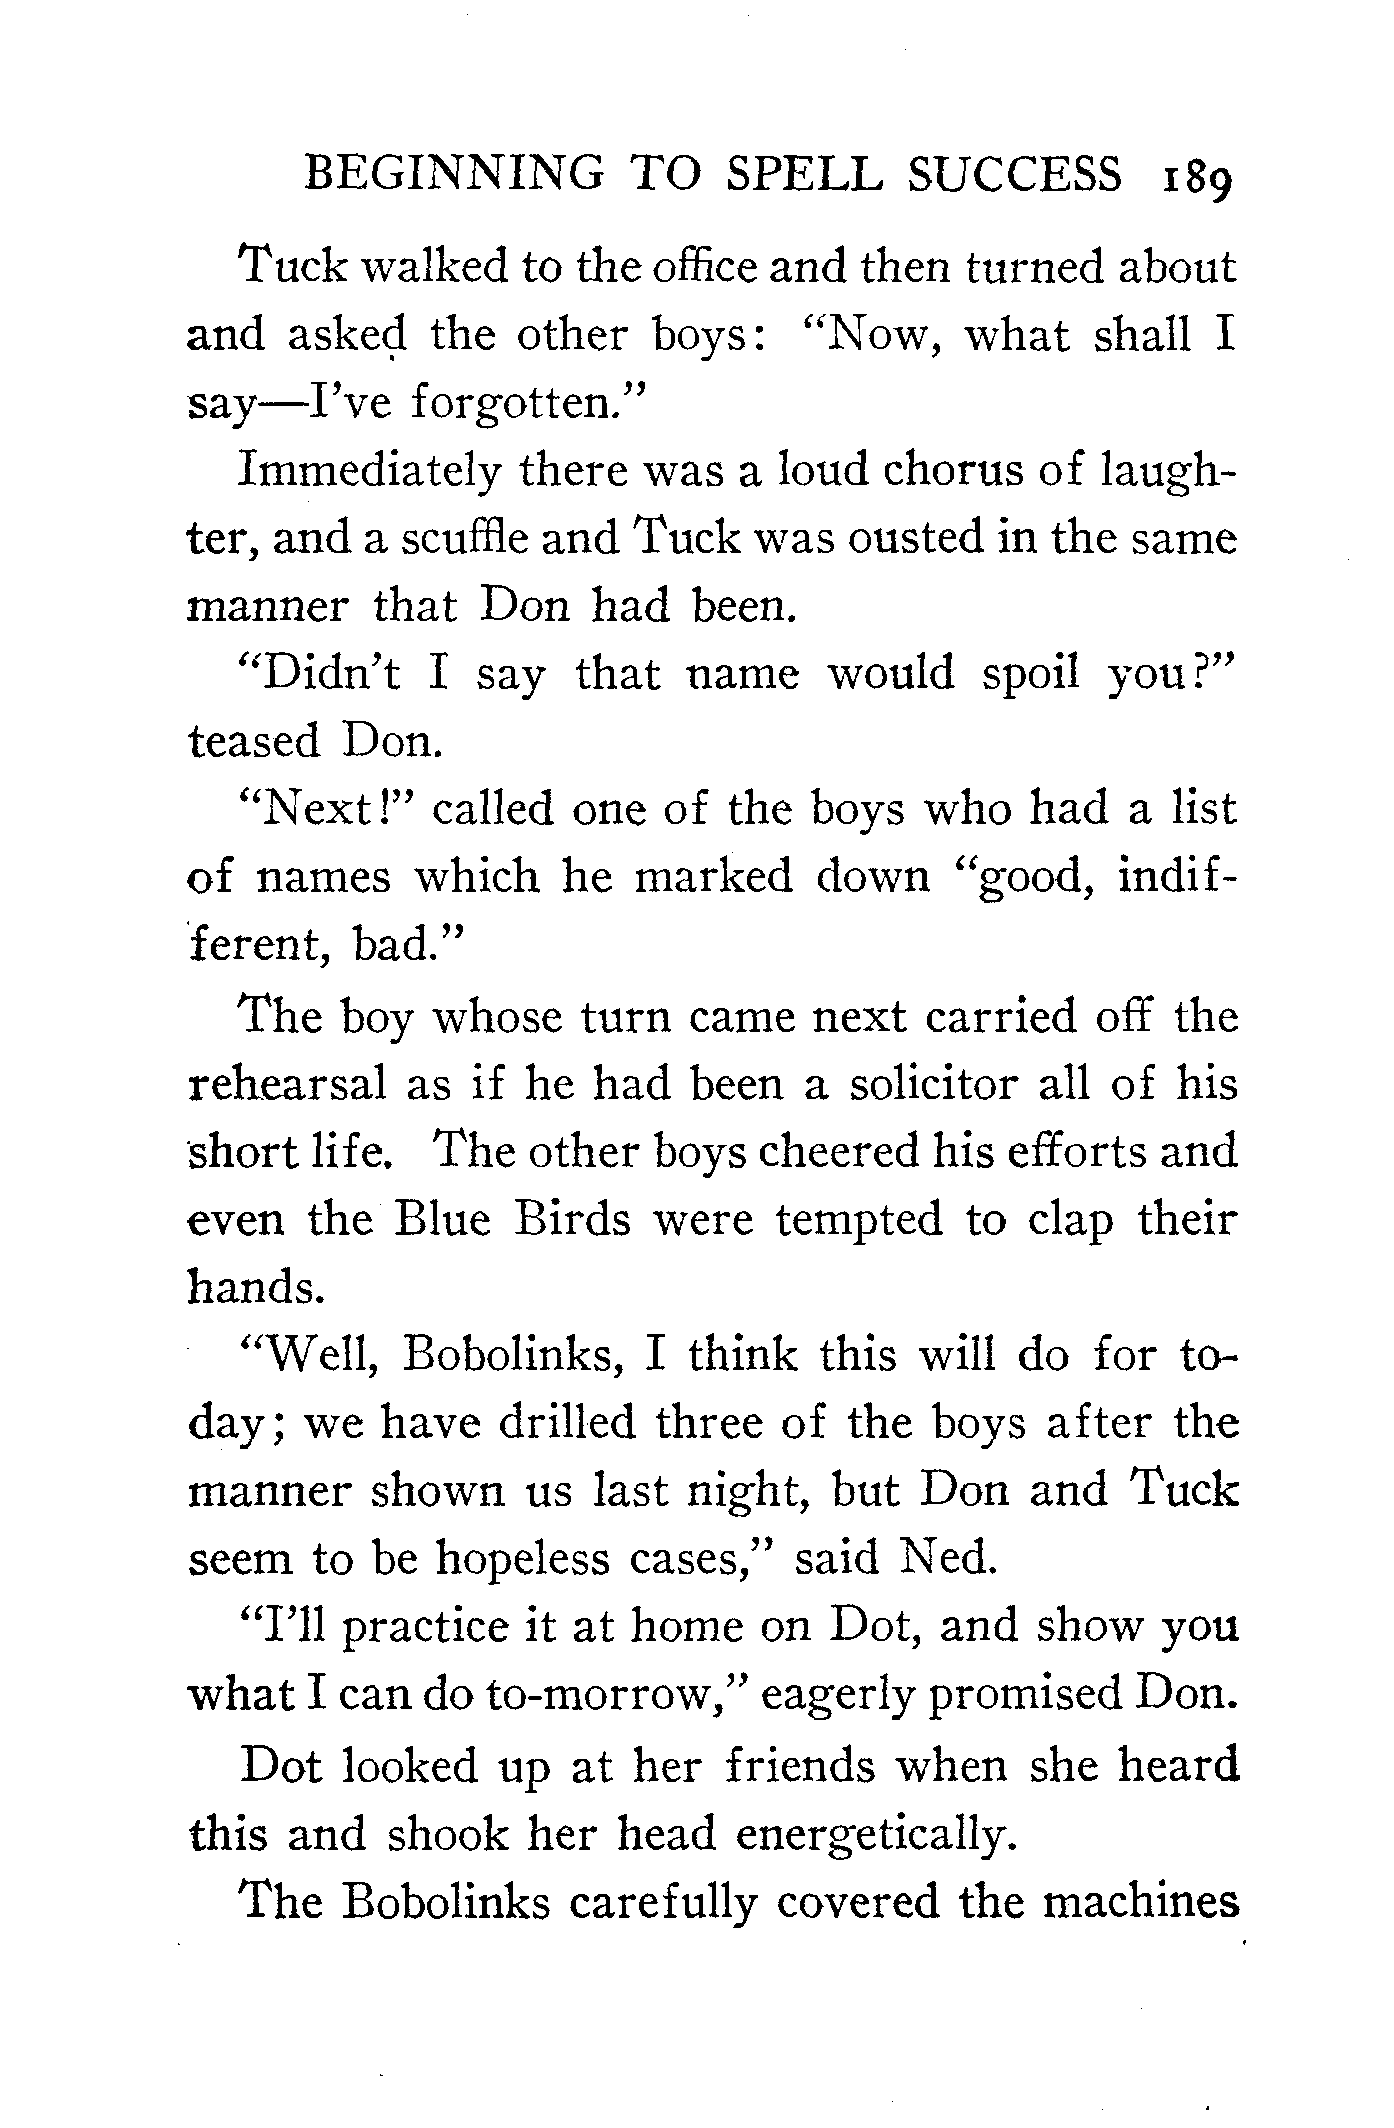 BEGINNING TO SPELL SUCCESS 189
Tuck walked to the office and then turned about
and asked the other boys: “Now, what shall I
say—I’ve forgotten.”
Immediately there was a loud chorus of laugh-
ter, and a scuffle and Tuck was ousted in the same
manner that Don had been.
“Didn’t I say that name would spoil you?”
teased Don.
“Next!” called one of the boys who had a list
of names which he marked down “good, indif-
ferent, bad.”
The boy whose turn came next carried off the
rehearsal as if he had been a solicitor all of his
short life. The other boys cheered his efforts and
even the Blue Birds were tempted to clap their
hands.
“Well, Bobolinks, I think this will do for to-
day; we have drilled three of the boys after the
manner shown us last night, but Don and Tuck
seem to be hopeless cases,” said Ned.
“I’ll practice it at home on Dot, and show you
what I can do to-morrow,” eagerly promised Don.
Dot looked up at her friends when she heard
this and shook her head energetically.
The Bobolinks carefully covered the machines